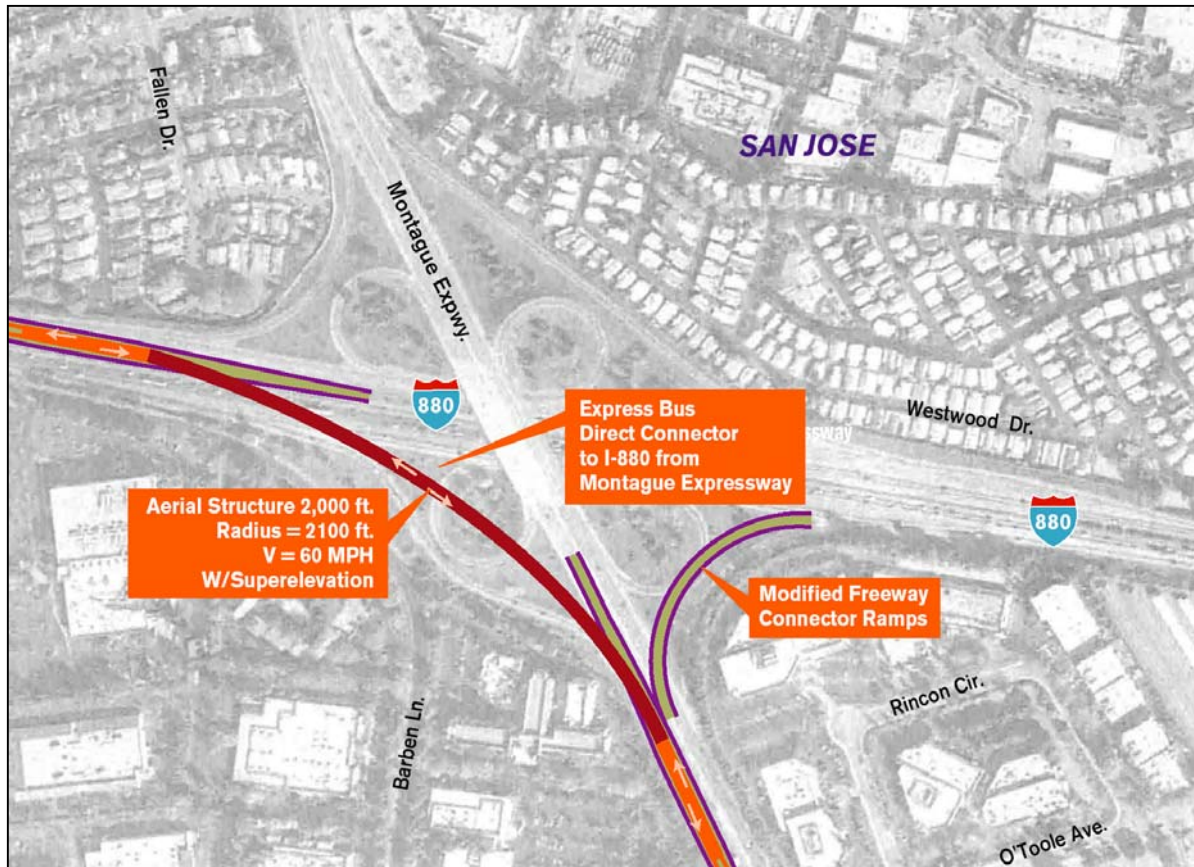 Fallen Dr.
SAN JOSE
Montague Expwy.
880
Express Bus
Direct Connector
to I-880 from
Montague Expressway
Westwood Dr.
880
Aerial Structure 2,000 ft.
Radius = 2100 ft.
V = 60 MPH
W/Superelevation
Modified Freeway
Connector Ramps
Barben Ln.
Rincon Cir.
O'Toole Ave.